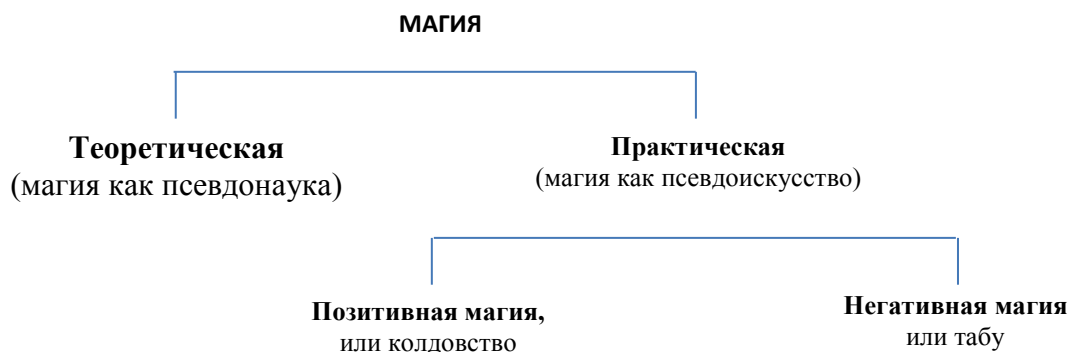 МАГИЯ
Теоретическая
(магия как псевдонаука)
Практическая
(магия как псевдоискусство)
Позитивная магия,
или колдовство
Негативная магия
или табу